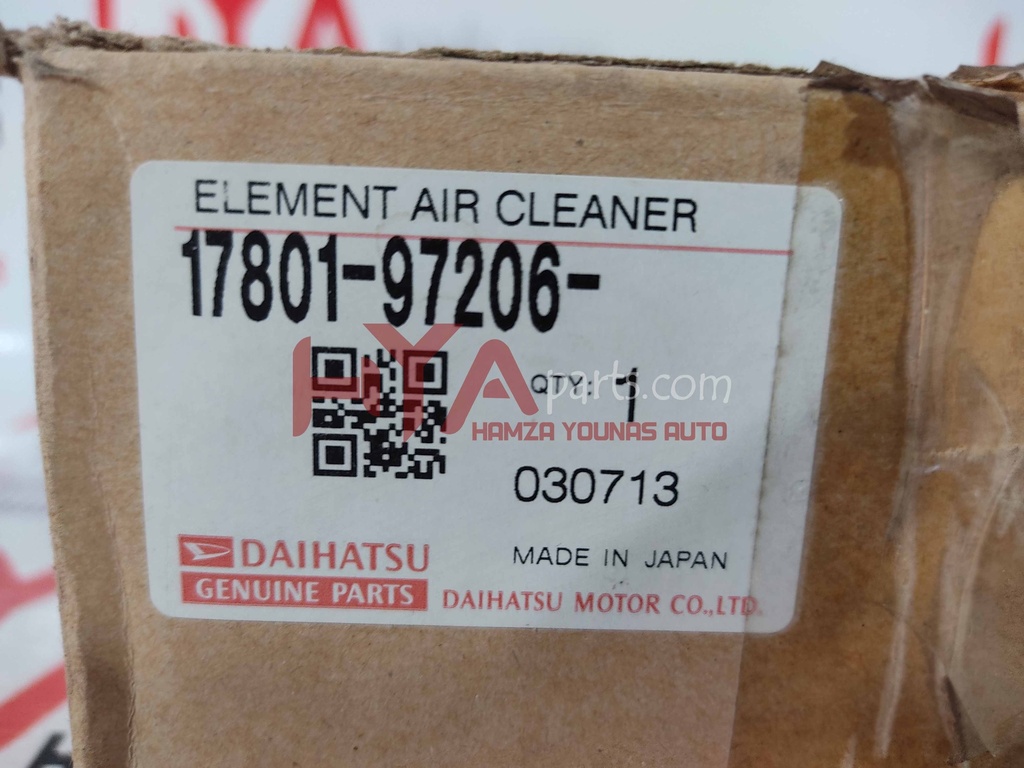 ELEMENT AIR CLEANER
17801-97206-
HYA parts.com
QTY: 1
HAMZA YOUNAS AUTO
030713
DAIHATSU
MADE IN JAPAN
GENUINE PARTS
DAIHATSU MOTOR CO.,LTD.